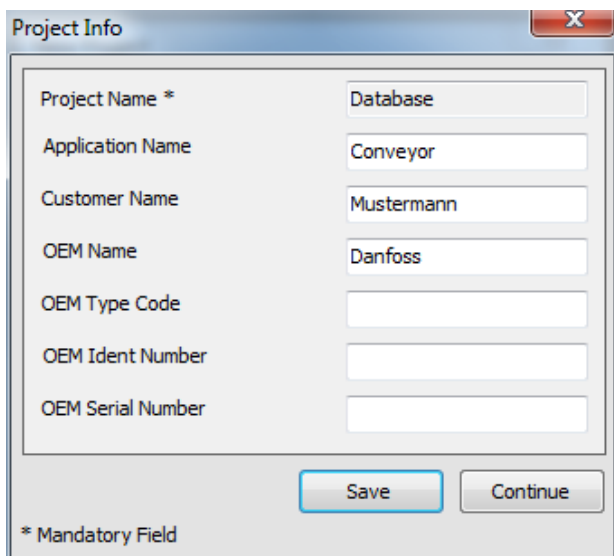 Project Info
Project Name * Database
Application Name Conveyor
Customer Name Mustermann
OEM Name Danfoss
OEM Type Code
OEM Ident Number
OEM Serial Number
Save Continue
* Mandatory Field